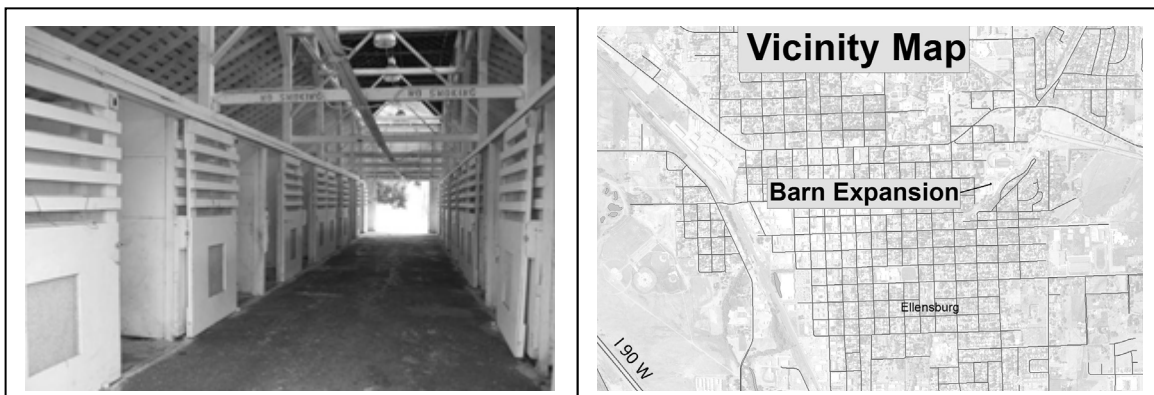 NO SMOKING
NO SMOKING
Vicinity Map
Barn Expansion
Ellensburg
I 90 W